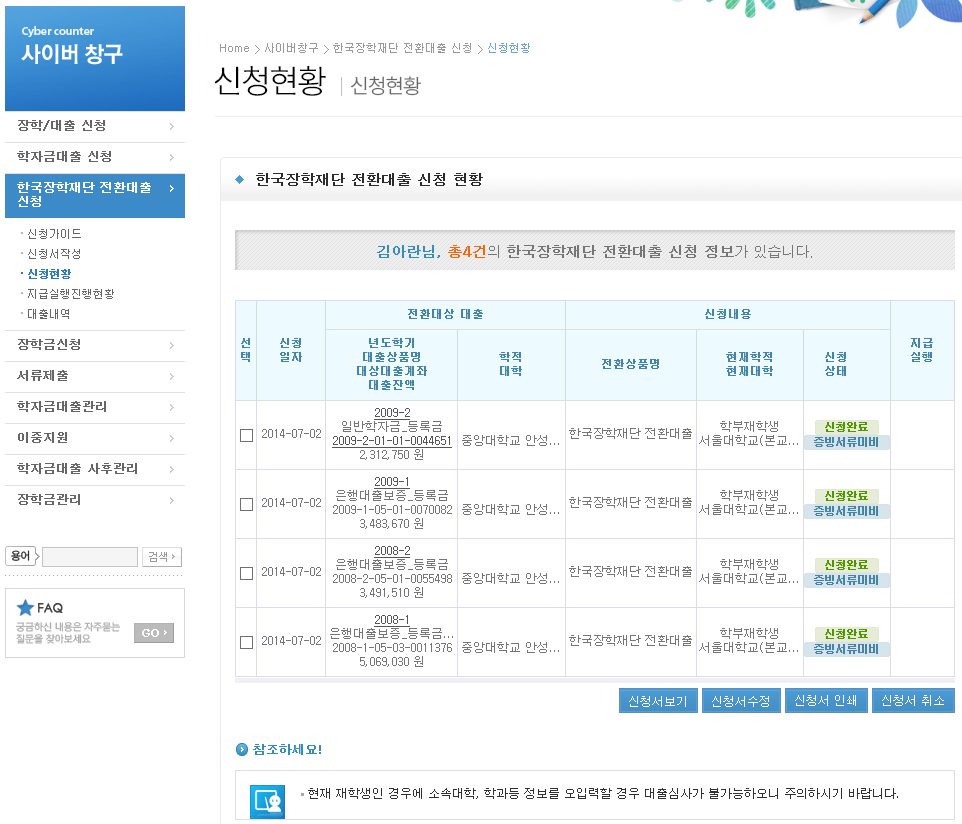 Cyber counter
사이버 창구
장학/대출 신청
학자금대출 신청
한국장학재단 전환대출
신청
· 신청가이드
· 신청서작성
· 신청현황
· 지급실행진행현황
· 대출내역
장학금신청
서류제출
학자금대출관리
이중지원
학자금대출 사후관리
장학금관리
용어
검색
FAQ
궁금하신 내용은 자주묻는
질문을 찾아보세요
GO
Home > 사이버창구 > 한국장학재단 전환대출 신청 > 신청현황
신청현황 | 신청현황
한국장학재단 전환대출 신청 현황
김아란님, 총4건의 한국장학재단 전환대출 신청 정보가 있습니다.
선
택
신청
일자
전환대상 대출
년도학기
대출상품명
대상대출계좌
대출잔액
학적
대학
신청내용
전환상품명
현재학적
현재대학
신청
상태
지급
실행
2014-07-02
2009-2
일반학자금_등록금
2009-2-01-01-0044651
2,312,750 원
중앙대학교 안성...
한국장학재단 전환대출
학부재학생
서울대학교(본교...
신청완료
증빙서류미비
2014-07-02
2009-1
은행대출보증_등록금
2009-1-05-01-0070082
3,483,670 원
중앙대학교 안성...
한국장학재단 전환대출
학부재학생
서울대학교(본교...
신청완료
증빙서류미비
2014-07-02
2008-2
은행대출보증_등록금
2008-2-05-01-0055498
3,491,510 원
중앙대학교 안성...
한국장학재단 전환대출
학부재학생
서울대학교(본교...
신청완료
증빙서류미비
2014-07-02
2008-1
은행대출보증_등록금...
2008-1-05-03-0011376
5,069,030 원
중앙대학교 안성...
한국장학재단 전환대출
학부재학생
서울대학교(본교...
신청완료
증빙서류미비
신청서보기
신청서수정
신청서 인쇄
신청서 취소
참조하세요!
현재 재학생인 경우에 소속대학, 학과등 정보를 오입력할 경우 대출심사가 불가능하오니 주의하시기 바랍니다.